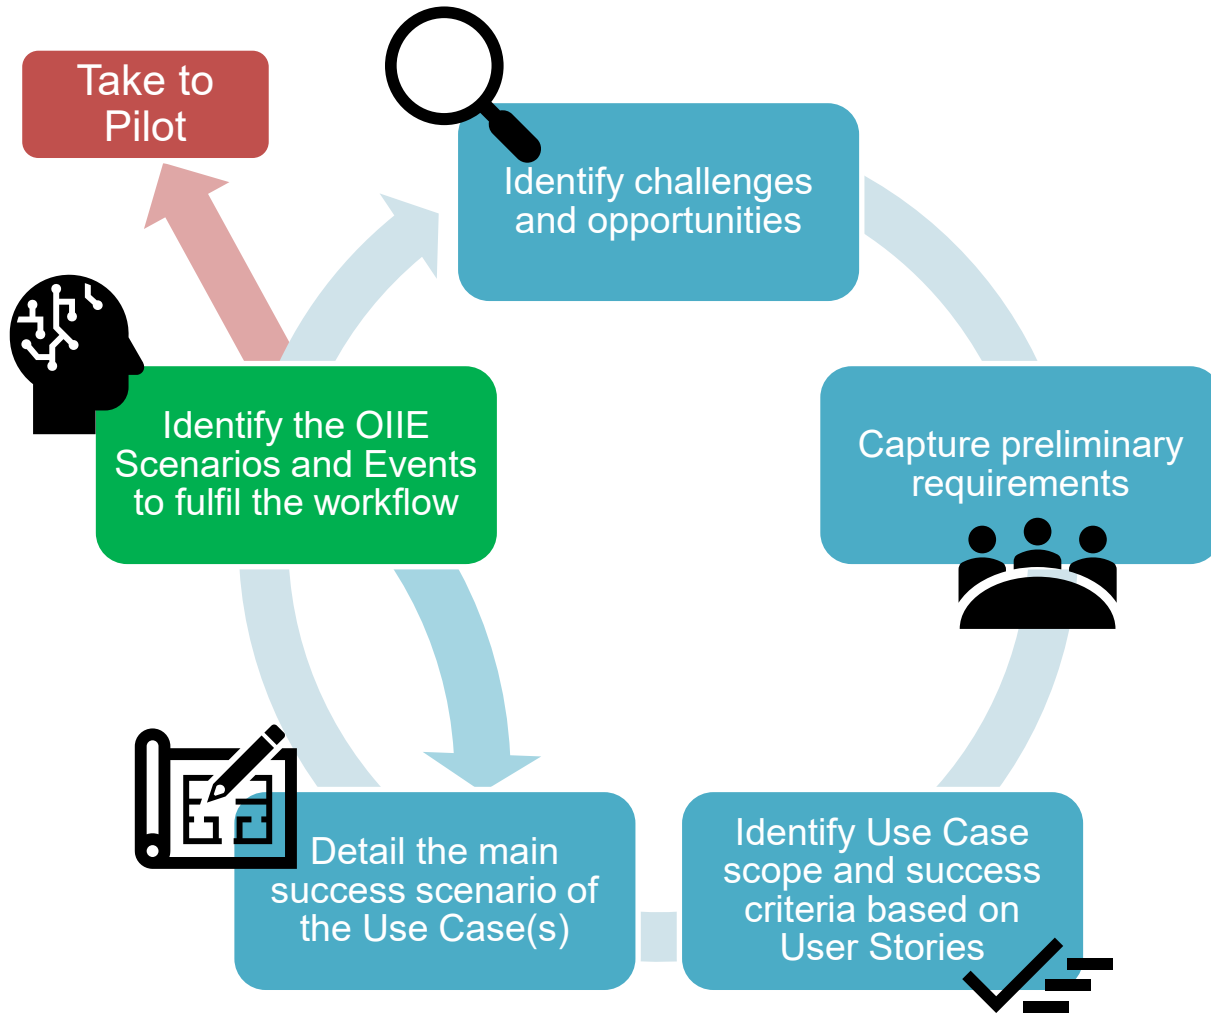 Take to
Pilot
Identify challenges
and opportunities
Capture preliminary
requirements
Identify Use Case
scope and success
criteria based on
User Stories
Detail the main
success scenario of
the Use Case(s)
Identify the OIIE
Scenarios and Events
to fulfil the workflow